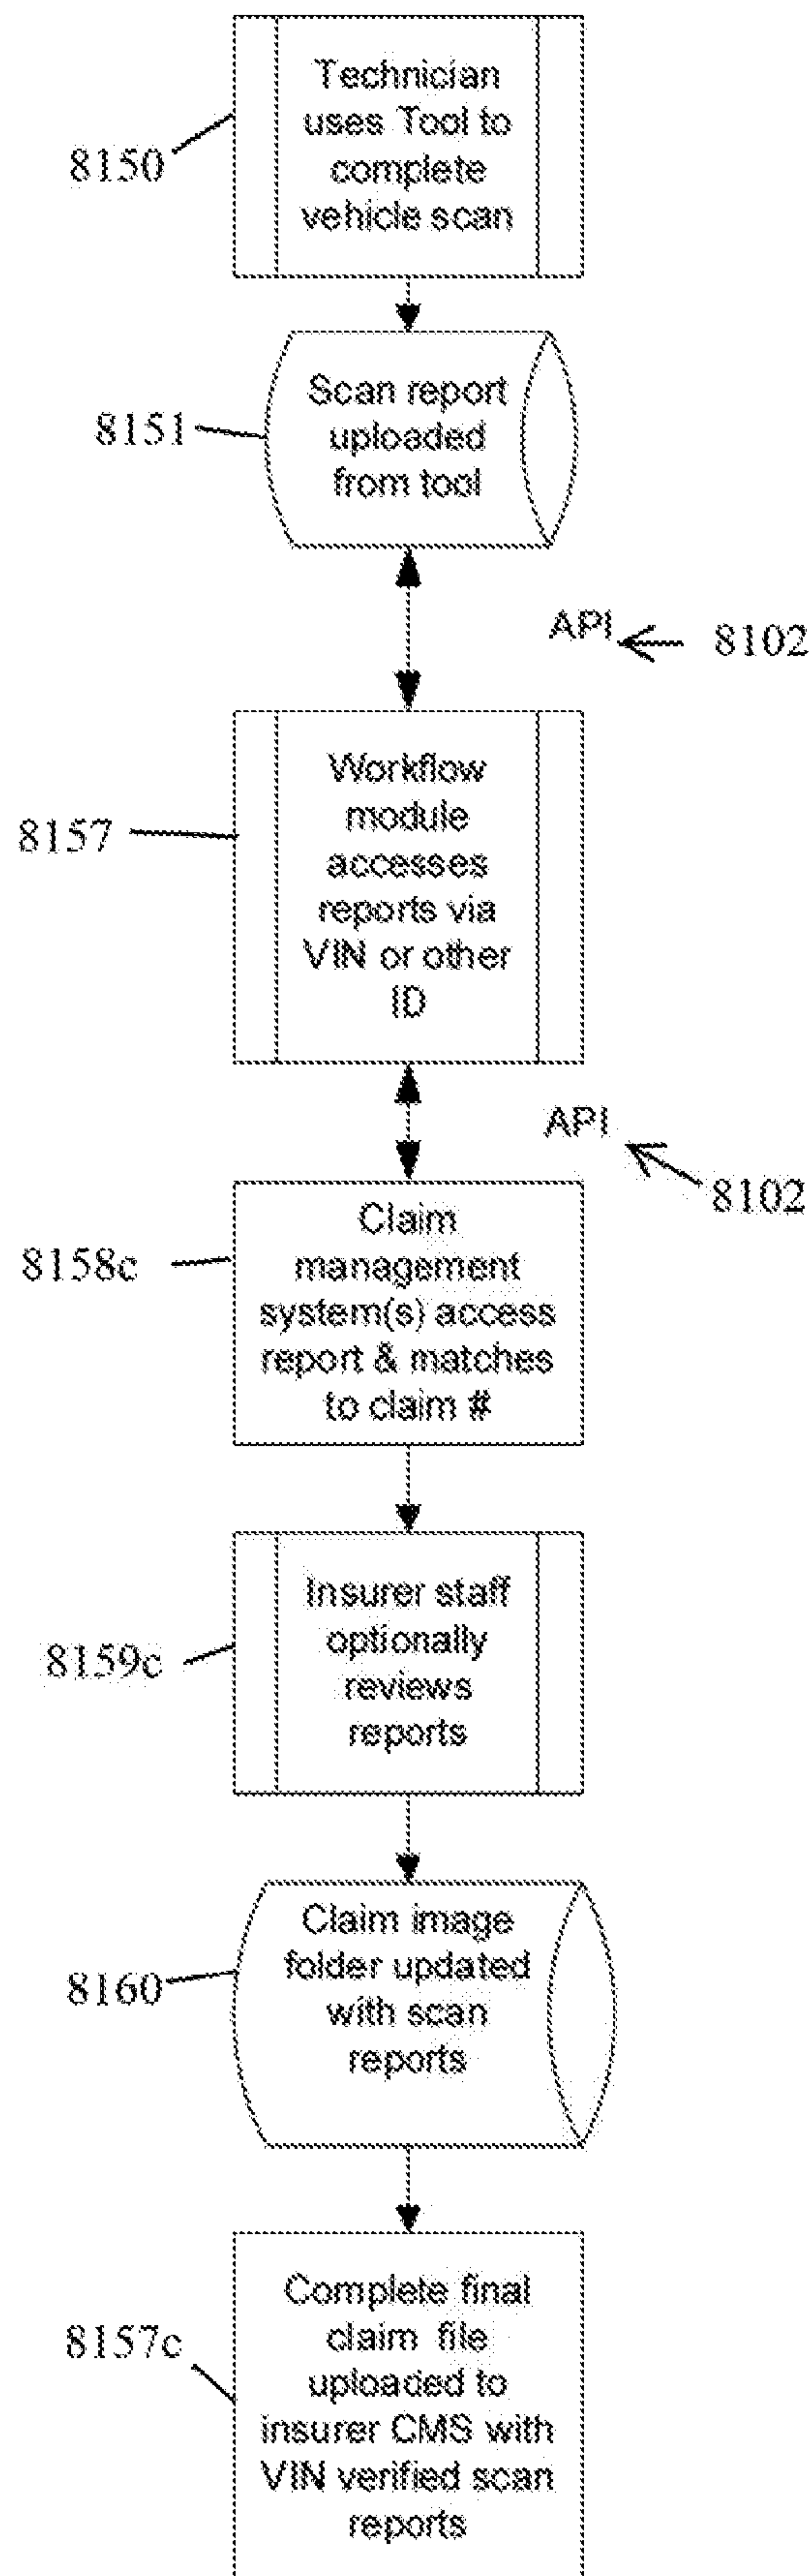 Technician
uses Tool to
complete
vehicle scan
8150
Scan report
uploaded
from tool
8151
API
8102
Workflow
module
accesses
reports via
VIN or other
ID
8157
API
8102
Claim
management
system(s) access
report & matches
to claim #
8158c
Insurer staff
optionally
reviews
reports
8159c
Claim image
folder updated
with scan
reports
8160
Complete final
claim file
uploaded to
insurer CMS with
VIN verified scan
reports
8157c